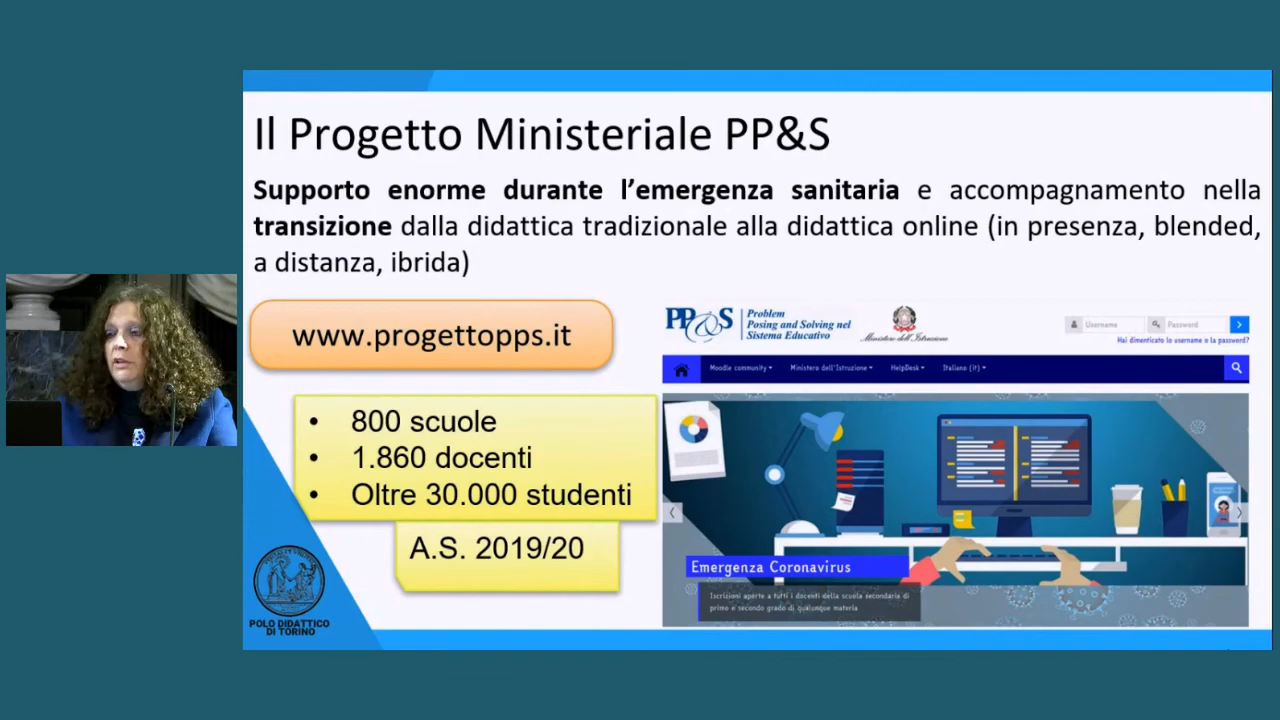 Il Progetto Ministeriale PP&S
Supporto enorme durante l'emergenza sanitaria e accompagnamento nella
transizione dalla didattica tradizionale alla didattica online (in presenza, blended,
a distanza, ibrida)
www.progettopps.it
• 800 scuole
• 1.860 docenti
• Oltre 30.000 studenti
A.S. 2019/20
PP&S
Problem
Posing and Solving nel
Sistema Educativo
Ministero dell'Istruzione
Username
Password
Hai dimenticato lo username o la password?
Moodle community
Ministero dell'Istruzione
HelpDesk
Italiano (it)
Emergenza Coronavirus
Iscrizioni aperte a tutti i docenti della scuola secondaria di
primo e secondo grado di qualunque materia
POLO DIDATTICO
DI TORINO